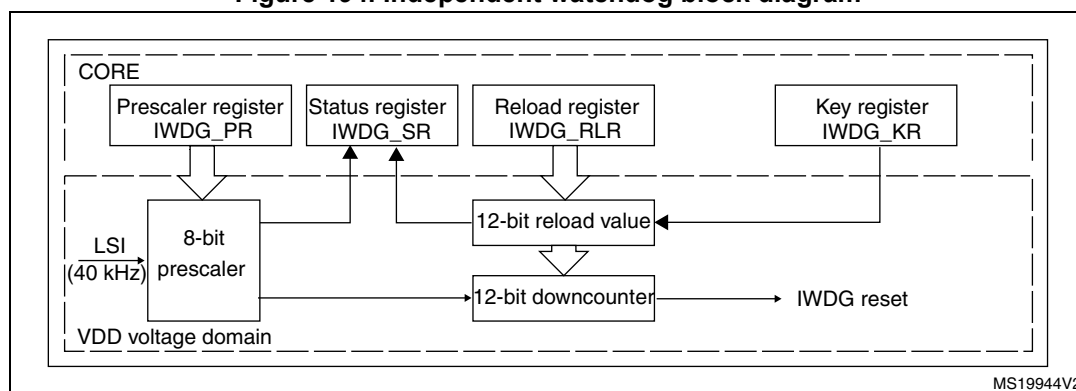 Figure Independent watchdog block diagram
CORE
Prescaler register
IWDG_PR
Status register
IWDG_SR
Reload register
IWDG_RLR
Key register
IWDG_KR
LSI
(40 kHz)
8-bit
prescaler
12-bit reload value
12-bit downcounter
IWDG reset
VDD voltage domain
MS19944V2